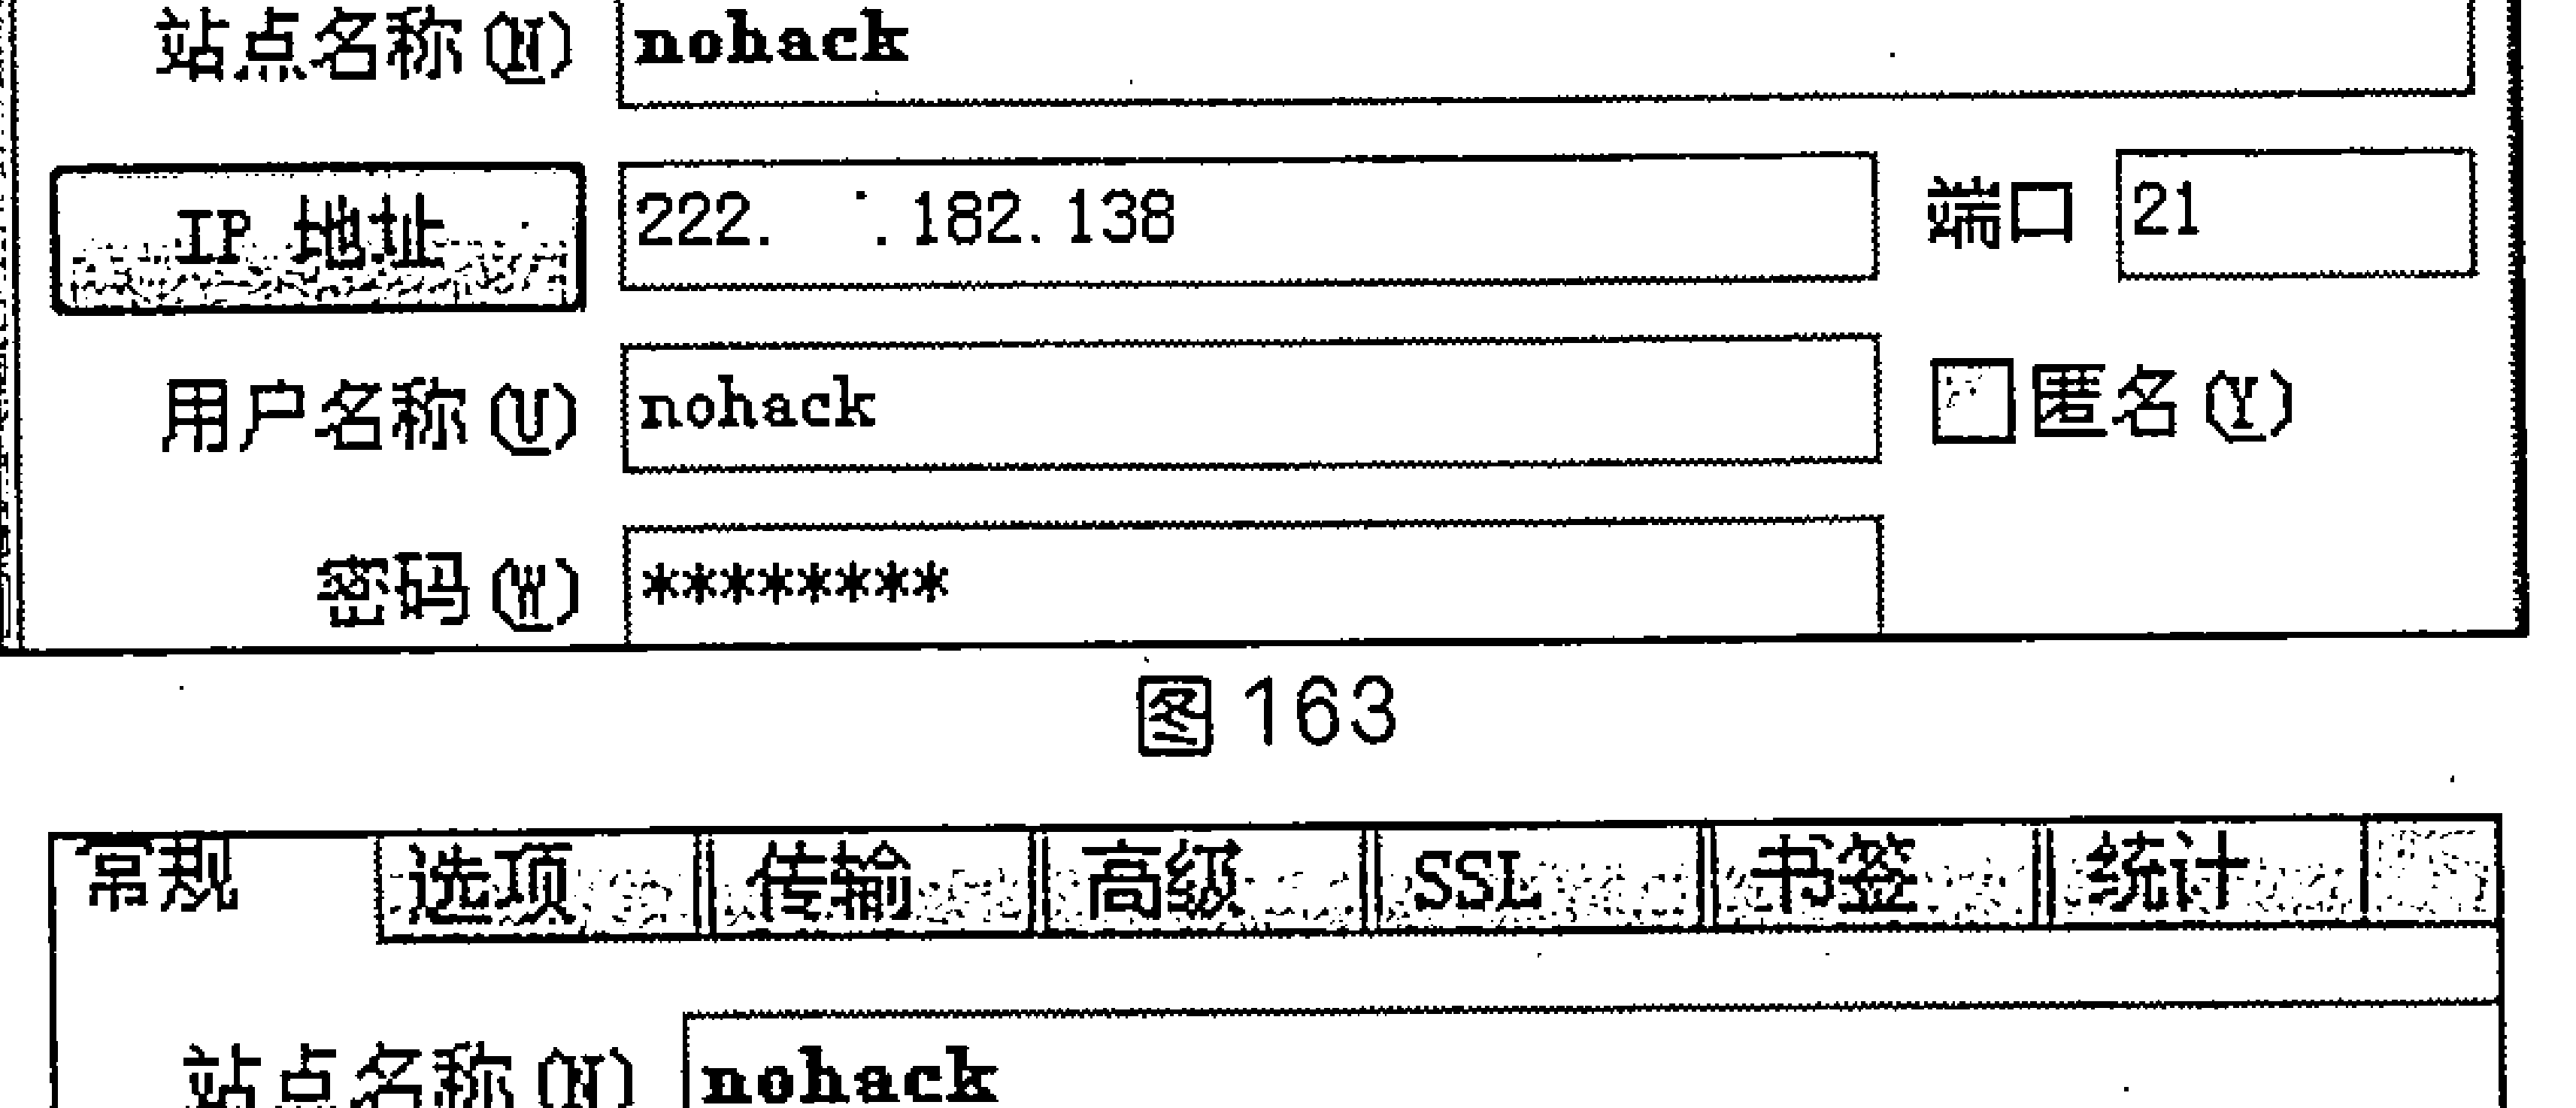 站点名称(N) nohack
IP 地址 222. .182.138 端口 21
用户名称(U) nohack 匿名(Y)
密码(W) ********
图 163
常规 选项 传输 高级 SSL 书签 统计
站点名称(N) nohack